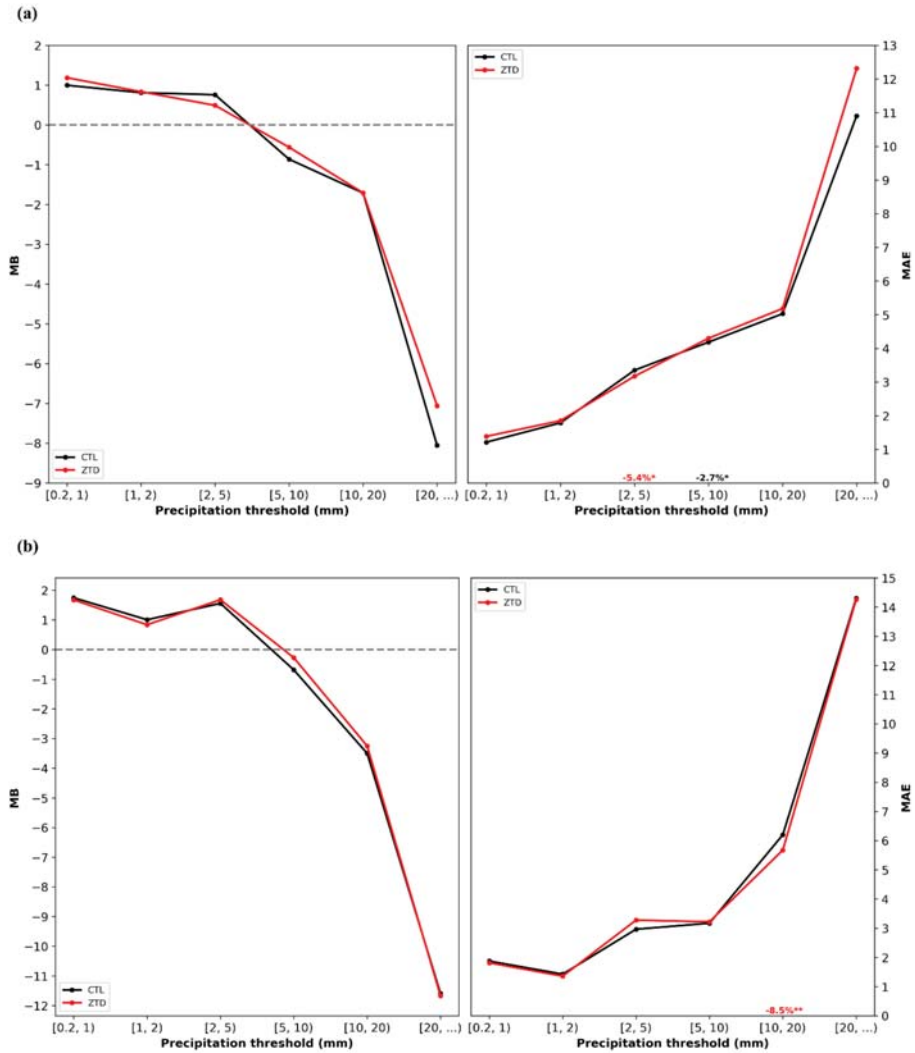 (a)
2
1
0
−1
−2
−3
−4
−5
−6
−7
−8
−9
MB
CTL
ZTD
[0.2, 1) [1, 2) [2, 5) [5, 10) [10, 20) [20, ...)
Precipitation threshold (mm)
CTL
ZTD
13
12
11
10
9
8
7
6
5
4
3
2
1
0
MAE
-5.4%* -2.7%*
[0.2, 1) [1, 2) [2, 5) [5, 10) [10, 20) [20, ...)
Precipitation threshold (mm)
(b)
2
1
0
−1
−2
−3
−4
−5
−6
−7
−8
−9
−10
−11
−12
MB
CTL
ZTD
[0.2, 1) [1, 2) [2, 5) [5, 10) [10, 20) [20, ...)
Precipitation threshold (mm)
CTL
ZTD
15
14
13
12
11
10
9
8
7
6
5
4
3
2
1
0
MAE
-8.5%**
[0.2, 1) [1, 2) [2, 5) [5, 10) [10, 20) [20, ...)
Precipitation threshold (mm)